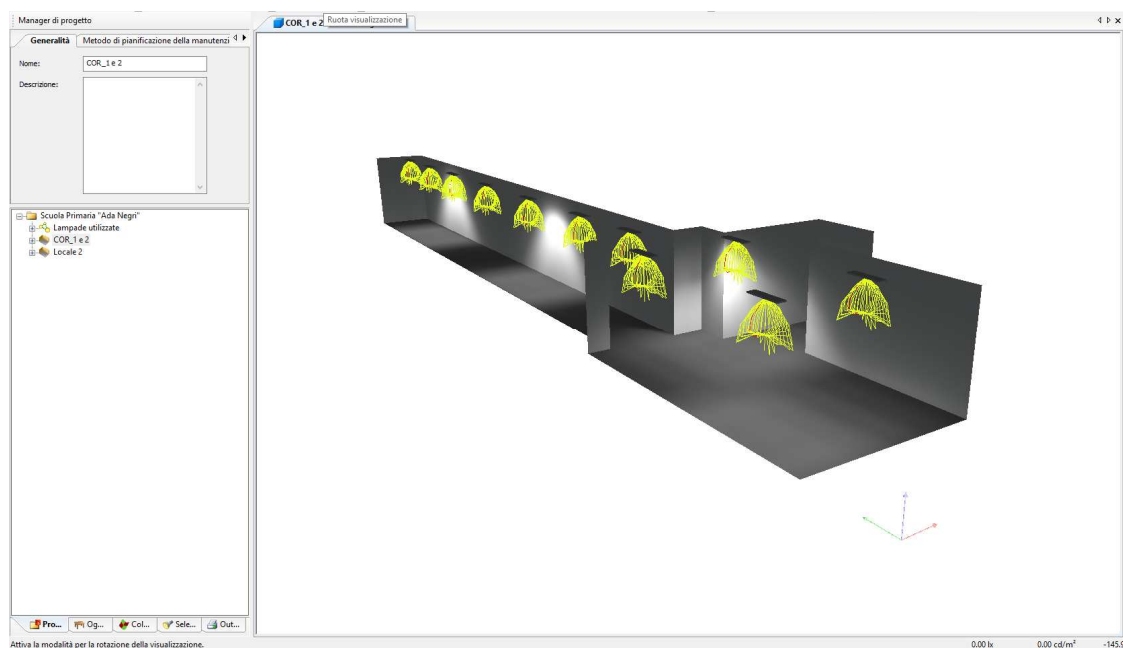 Manager di progetto
COR_1 e 2
Ruota visualizzazione
Generalità
Metodo di pianificazione della manutenzi
Nome:
COR_1 e 2
Descrizione:
Scuola Primaria "Ada Negri"
Lampade utilizzate
COR_1 e 2
Locale 2
Pro...
Og...
Col...
Sele...
Out...
Attiva la modalità per la rotazione della visualizzazione.
0.00 lx
0.00 cd/m²
-145.9